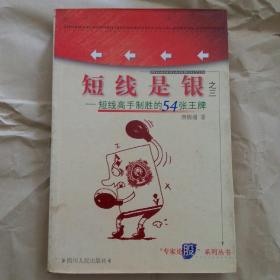 短线是银之三
——短线高手制胜的54张王牌
唐能通 著
四川人民出版社
“专家论股”系列丛书